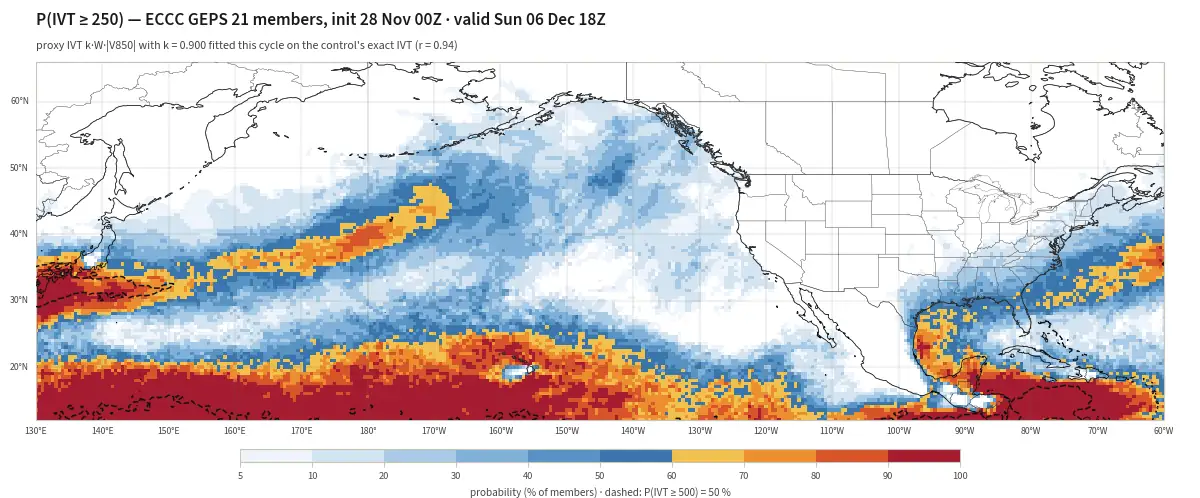 P(IVT ≥ 250) — ECCC GEPS 21 members, init 28 Nov 00Z · valid Sun 06 Dec 18Z
proxy IVT k·W·|V850| with k = 0.900 fitted this cycle on the control's exact IVT (r = 0.94)
60°N
50°N
40°N
30°N
20°N
130°E 140°E 150°E 160°E 170°E 180° 170°W 160°W 150°W 140°W 130°W 120°W 110°W 100°W 90°W 80°W 70°W 60°W
5 10 20 30 40 50 60 70 80 90 100
probability (% of members) · dashed: P(IVT ≥ 500) = 50 %